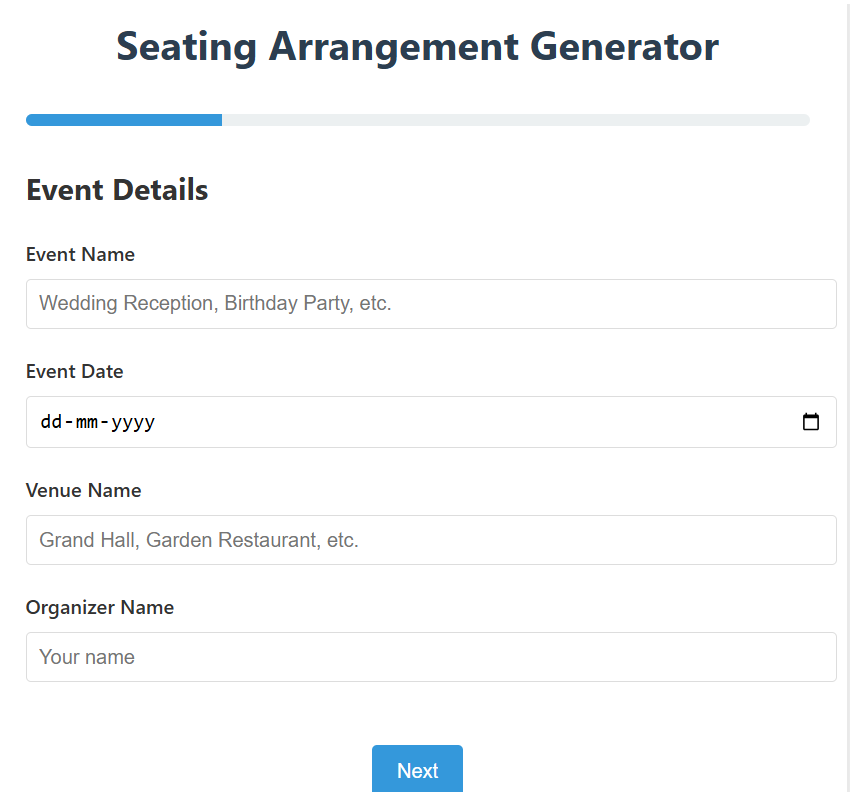 Seating Arrangement Generator
Event Details
Event Name
Wedding Reception, Birthday Party, etc.
Event Date
dd-mm-yyyy
Venue Name
Grand Hall, Garden Restaurant, etc.
Organizer Name
Your name
Next